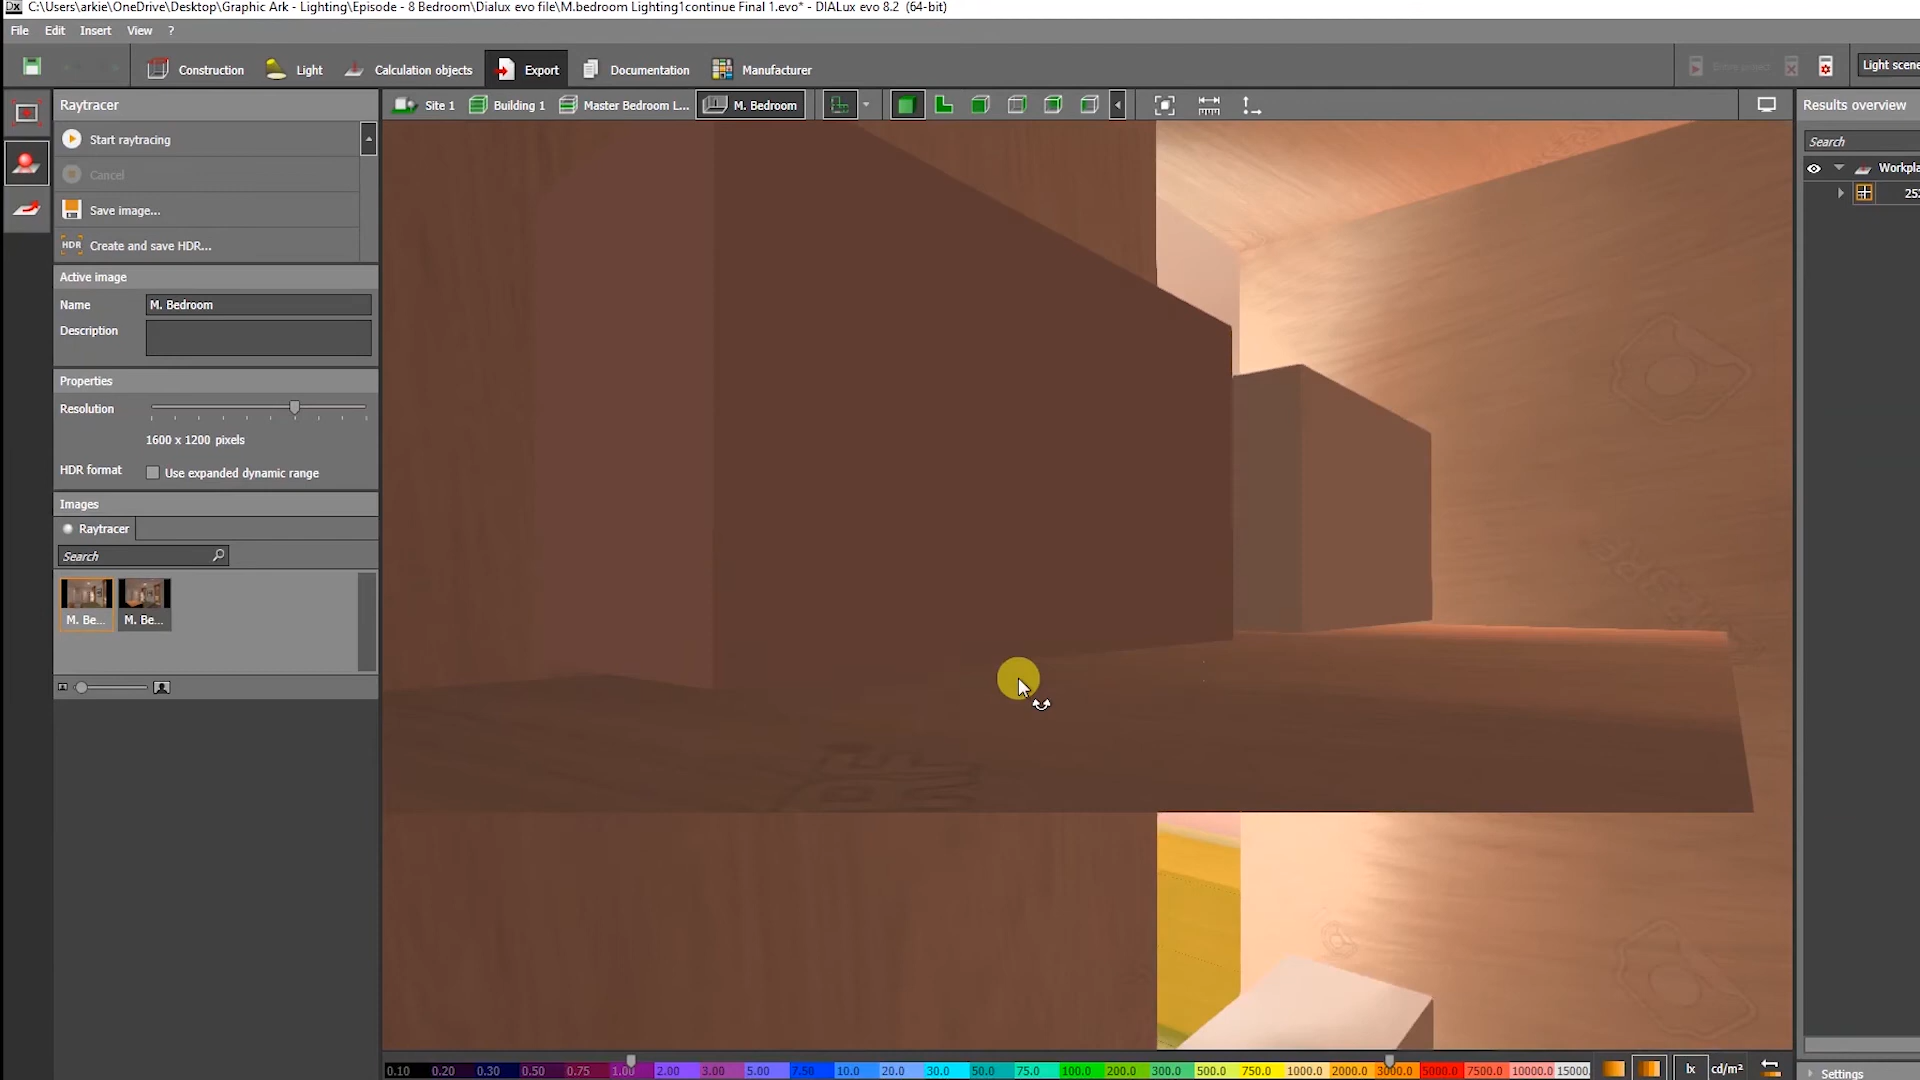 C:\Users\arkie\OneDrive\Desktop\Graphic Ark - Lighting\Episode - 8 Bedroom\Dialux evo file\M.bedroom Lighting1continue Final 1.evo* - DIALux evo 8.2 (64-bit)
File Edit Insert View ?
Construction Light Calculation objects Export Documentation Manufacturer Light scene
Raytracer Site 1 Building 1 Master Bedroom L... M. Bedroom Results overview
Start raytracing
Search
Cancel
Workpla
25
Save image...
HDR Create and save HDR...
Active image
Name M. Bedroom
Description
Properties
Resolution
1600 x 1200 pixels
HDR format Use expanded dynamic range
Images
Raytracer
Search
M. Be... M. Be...
0.10 0.20 0.30 0.50 0.75 1.00 2.00 3.00 5.00 7.50 10.0 20.0 30.0 50.0 75.0 100.0 200.0 300.0 500.0 750.0 1000.0 2000.0 3000.0 5000.0 7500.0 10000.0 15000. lx cd/m²
Settings